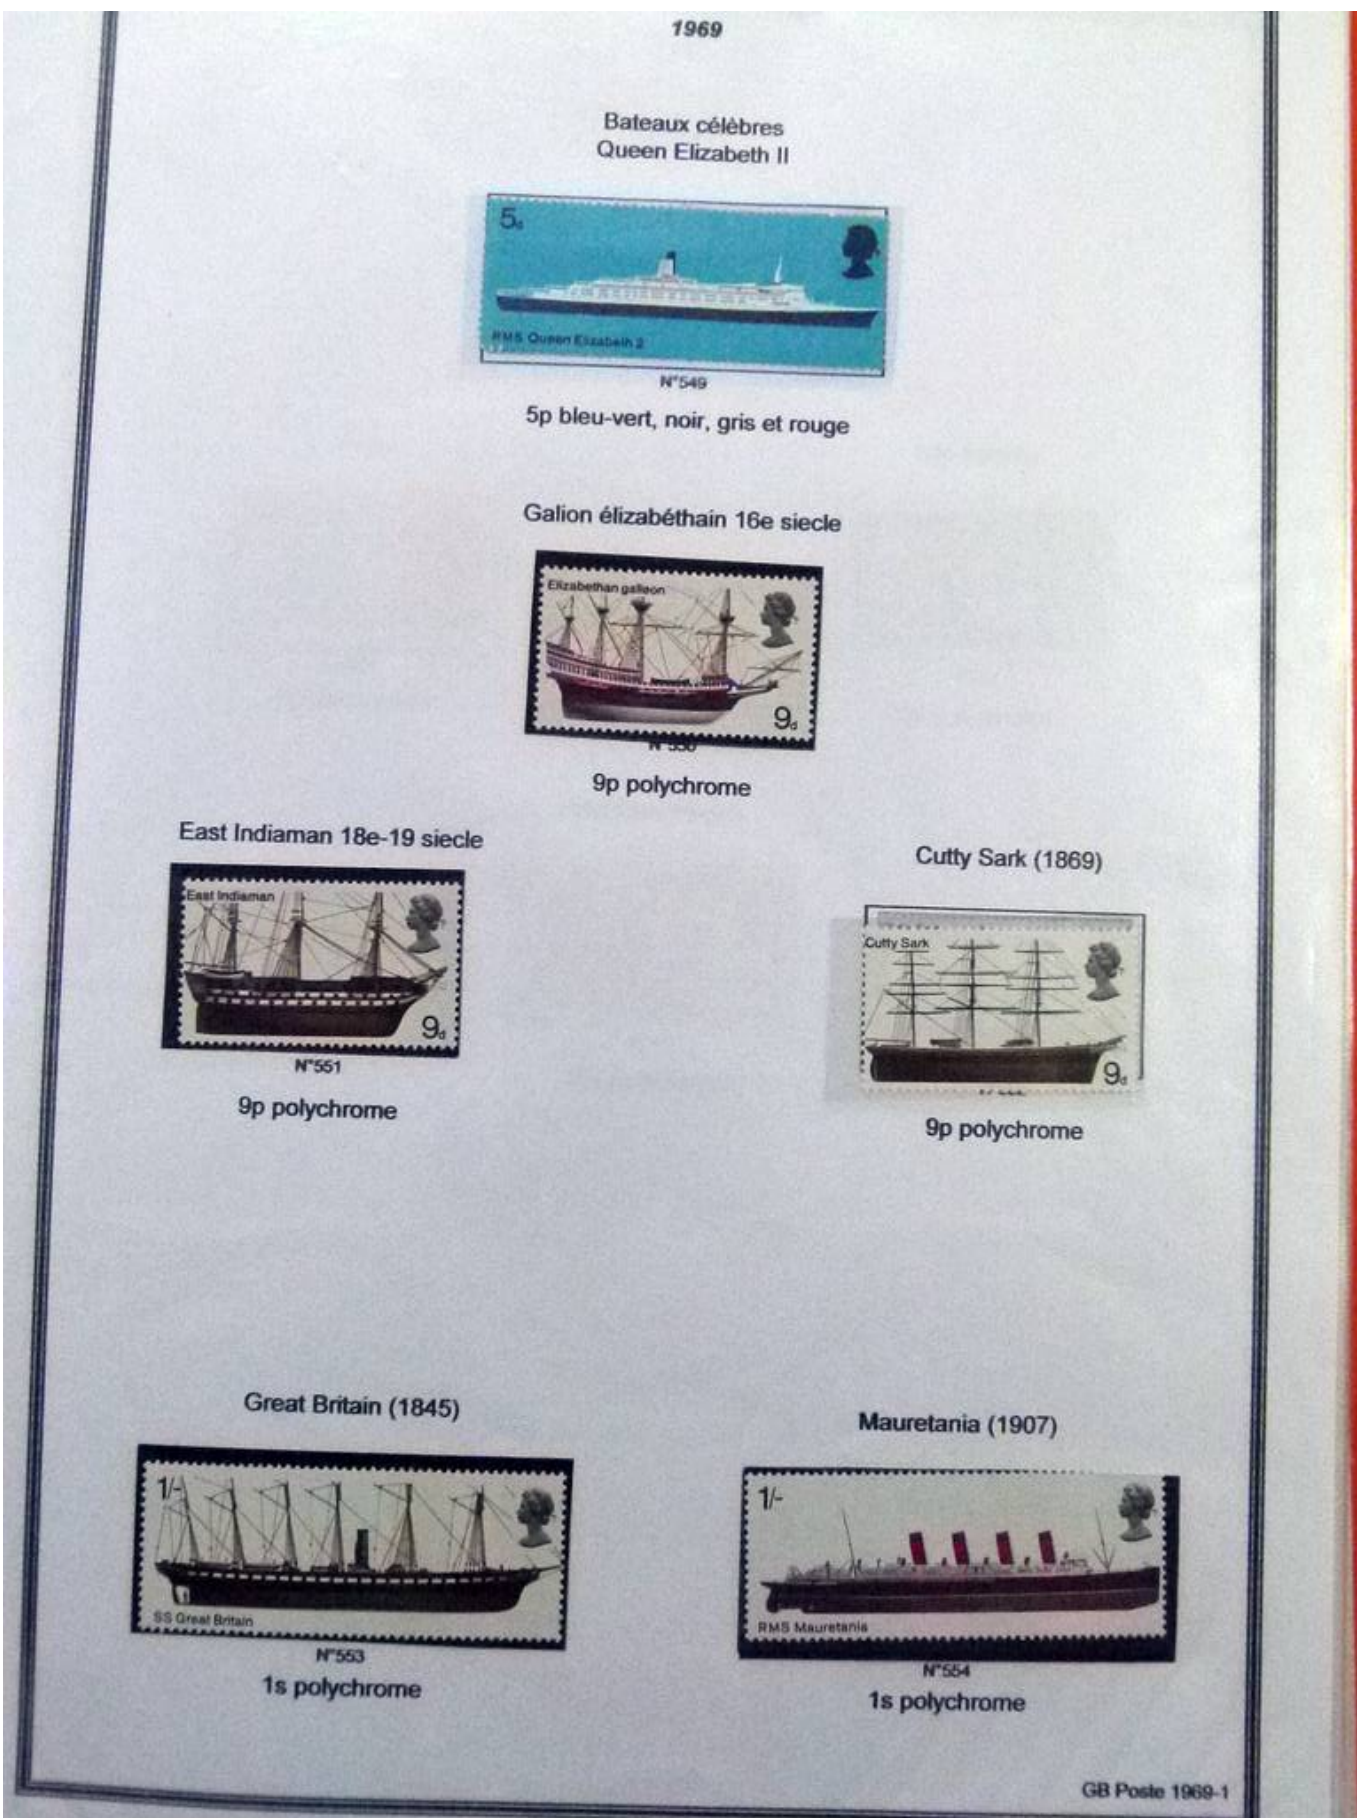 1969
Bateaux célèbres
Queen Elizabeth II
5d
RMS Queen Elizabeth 2
N°549
5p bleu-vert, noir, gris et rouge
Galion élizabéthain 16e siecle
Elizabethan galleon
9d
N°550
9p polychrome
East Indiaman 18e-19 siecle
East Indiaman
9d
N°551
9p polychrome
Cutty Sark (1869)
Cutty Sark
9d
9p polychrome
Great Britain (1845)
1/-
SS Great Britain
N°553
1s polychrome
Mauretania (1907)
1/-
RMS Mauretania
N°554
1s polychrome
GB Poste 1969-1